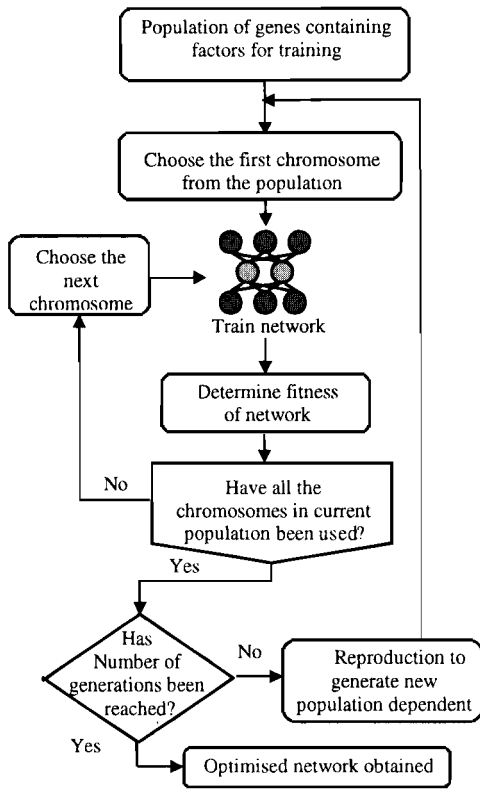 Population of genes containing
factors for training
Choose the first chromosome
from the population
Choose the
next
chromosome
Train network
Determine fitness
of network
No
Have all the
chromosomes in current
population been used?
Yes
Has
Number of
generations been
reached?
No
Reproduction to
generate new
population dependent
Yes
Optimised network obtained